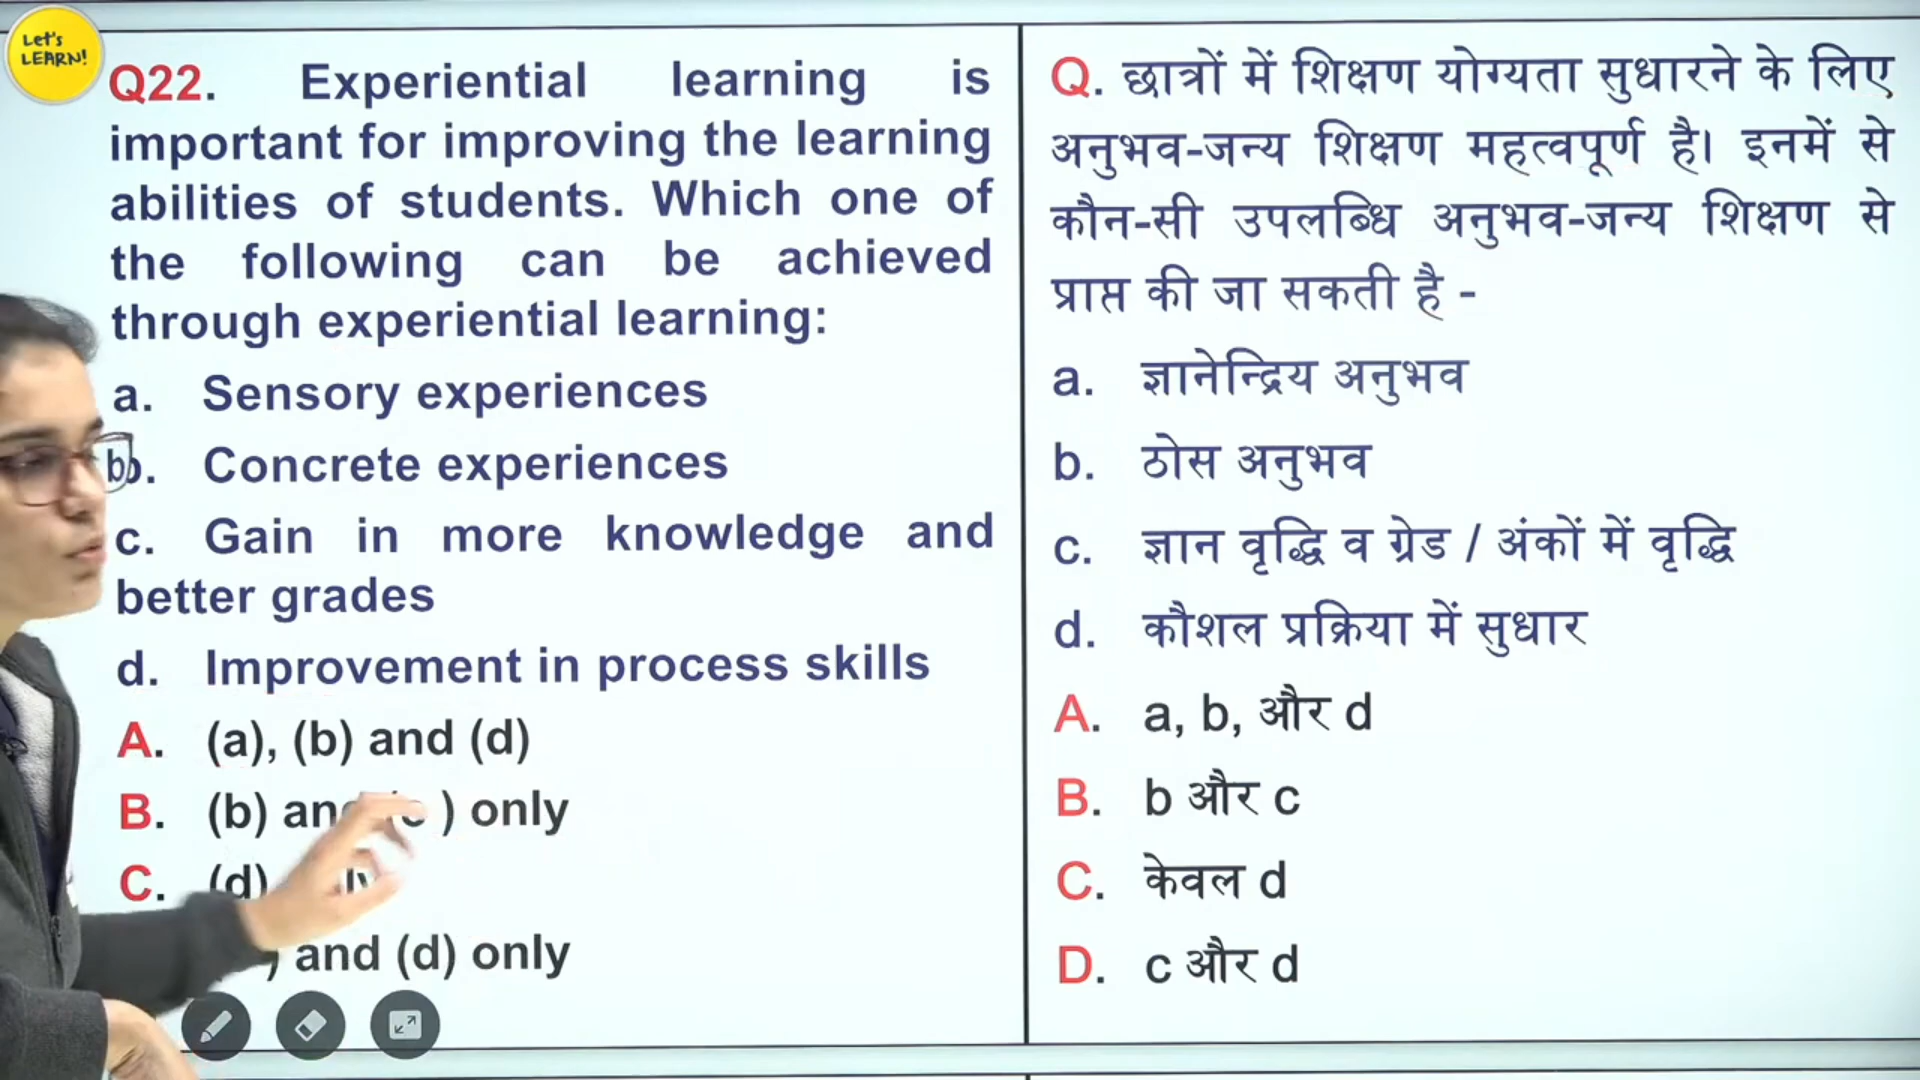 Let's
LEARN!
Q22. Experiential learning is
important for improving the learning
abilities of students. Which one of
the following can be achieved
through experiential learning:
a. Sensory experiences
b. Concrete experiences
c. Gain in more knowledge and
better grades
d. Improvement in process skills
A. (a), (b) and (d)
B. (b) and (c ) only
C. (d)
and (d) only
Q. छात्रों में शिक्षण योग्यता सुधारने के लिए
अनुभव-जन्य शिक्षण महत्वपूर्ण है। इनमें से
कौन-सी उपलब्धि अनुभव-जन्य शिक्षण से
प्राप्त की जा सकती है -
a. ज्ञानेन्द्रिय अनुभव
b. ठोस अनुभव
c. ज्ञान वृद्धि व ग्रेड / अंकों में वृद्धि
d. कौशल प्रक्रिया में सुधार
A. a, b, और d
B. b और c
C. केवल d
D. c और d